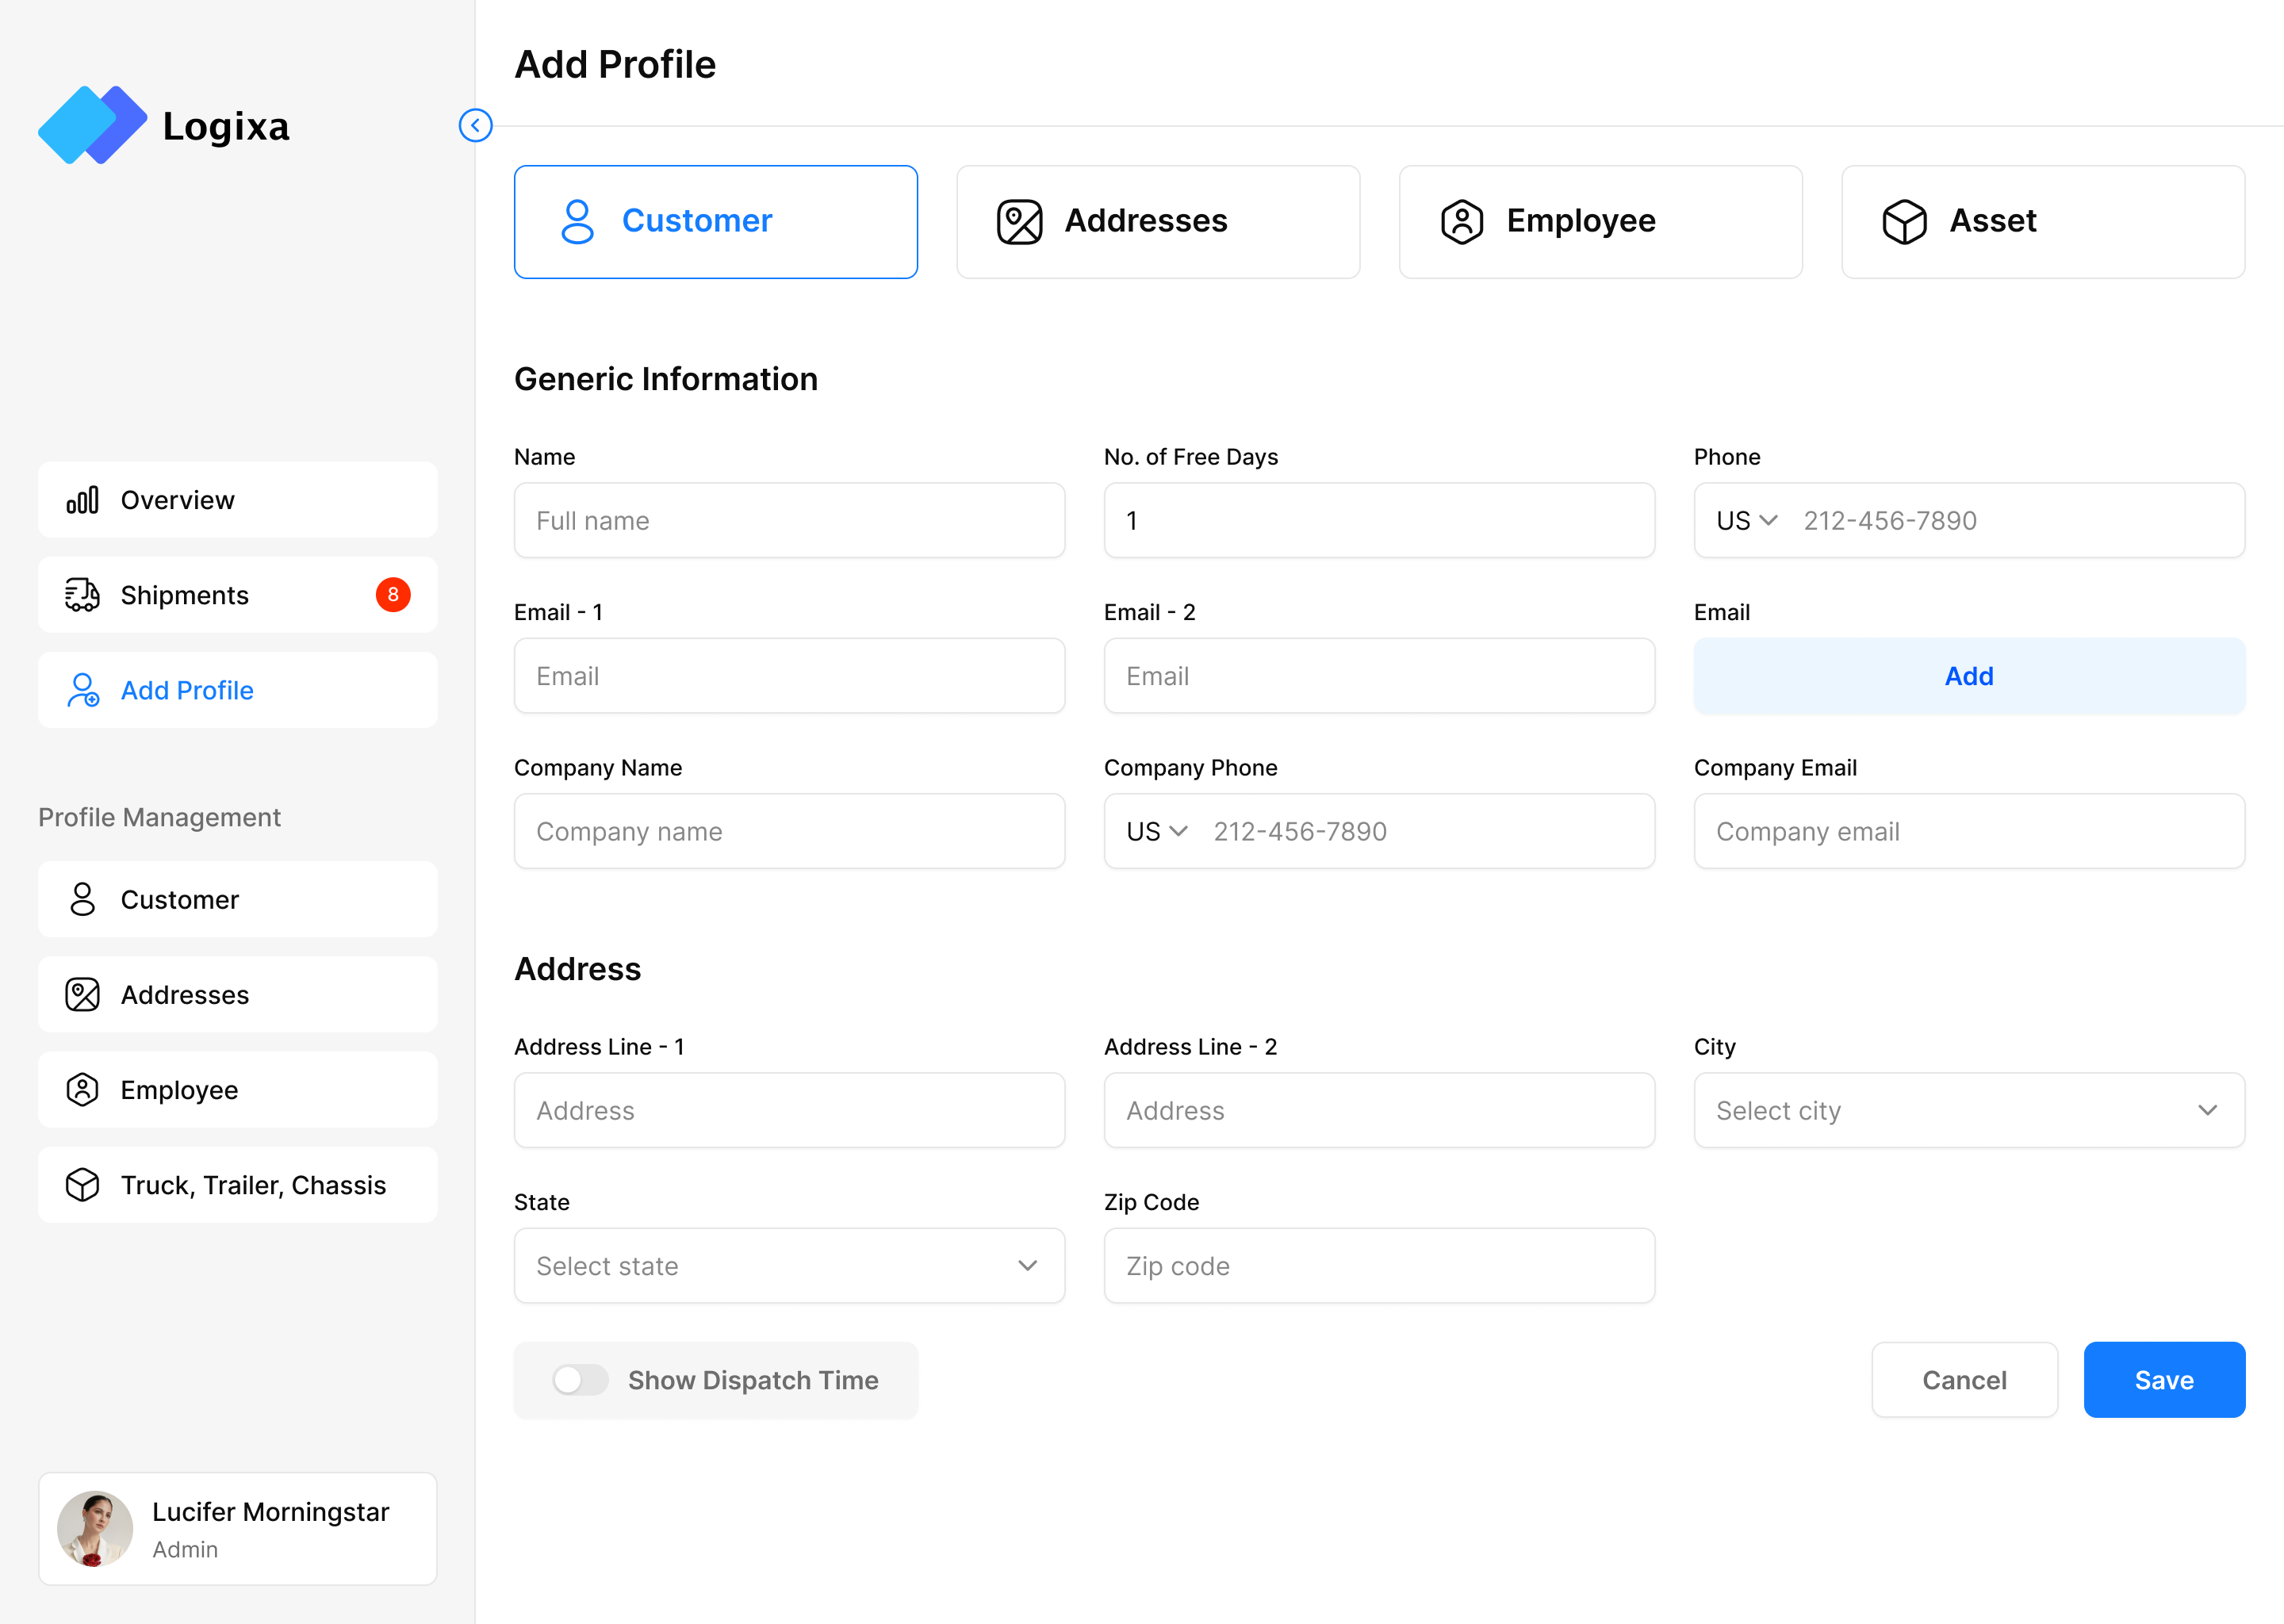 Logixa
Overview
Shipments
8
Add Profile
Profile Management
Customer
Addresses
Employee
Truck, Trailer, Chassis
Lucifer Morningstar
Admin
Add Profile
Customer
Addresses
Employee
Asset
Generic Information
Name
Full name
No. of Free Days
1
Phone
US 212-456-7890
Email - 1
Email
Email - 2
Email
Email
Add
Company Name
Company name
Company Phone
US 212-456-7890
Company Email
Company email
Address
Address Line - 1
Address
Address Line - 2
Address
City
Select city
State
Select state
Zip Code
Zip code
Show Dispatch Time
Cancel
Save